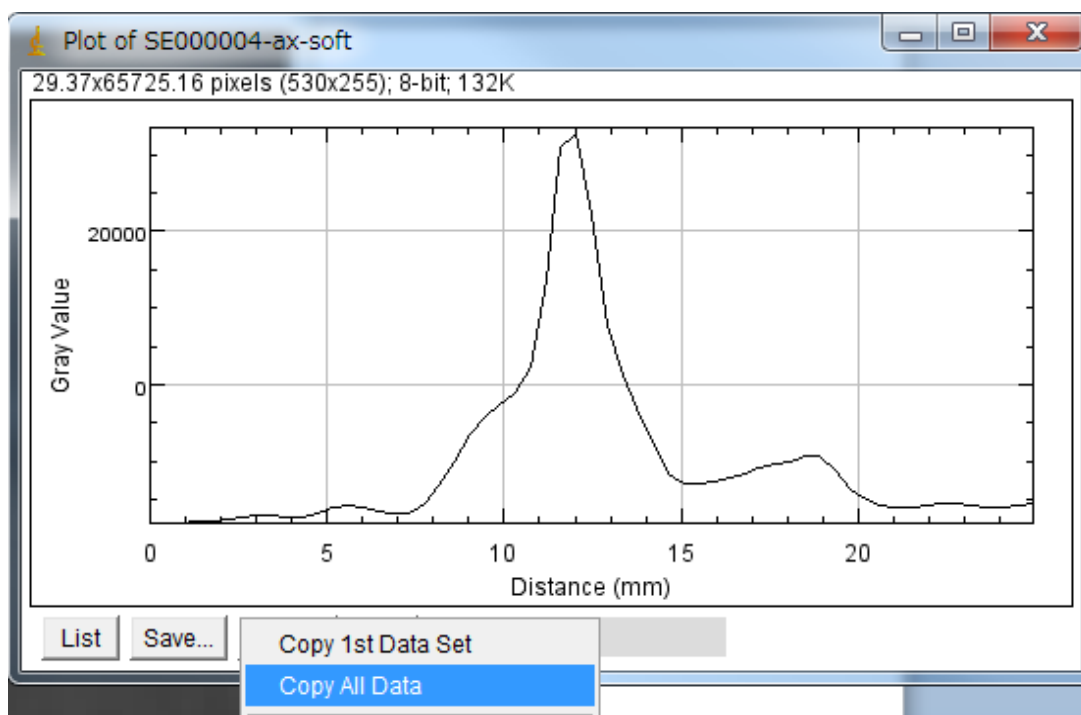 Plot of SE000004-ax-soft
29.37x65725.16 pixels (530x255); 8-bit; 132K
20000
0
Gray Value
0 5 10 15 20
Distance (mm)
List Save...
Copy 1st Data Set
Copy All Data